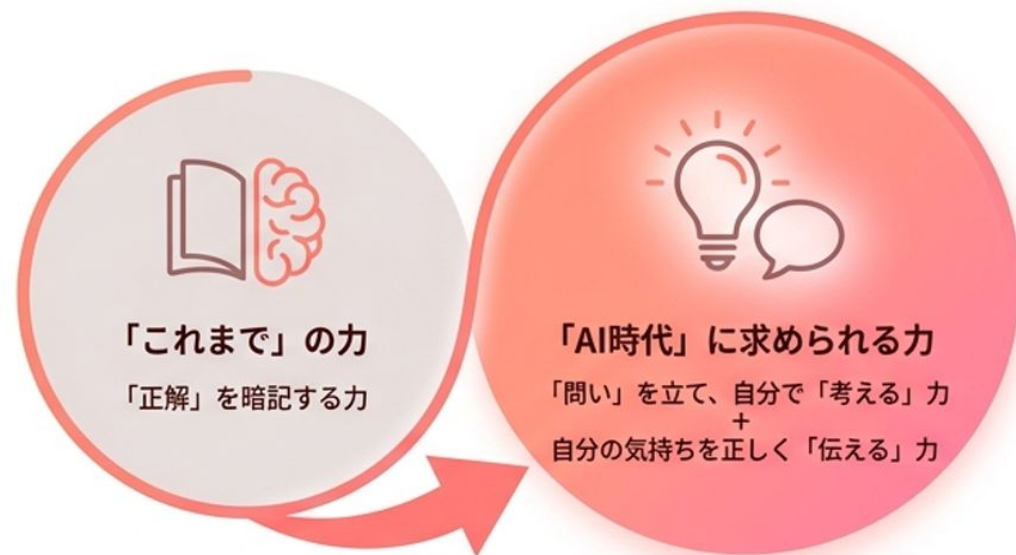 「これまで」の力
「正解」を暗記する力
「AI時代」に求められる力
「問い」を立て、自分で「考える」力
+
自分の気持ちを正しく「伝える」力